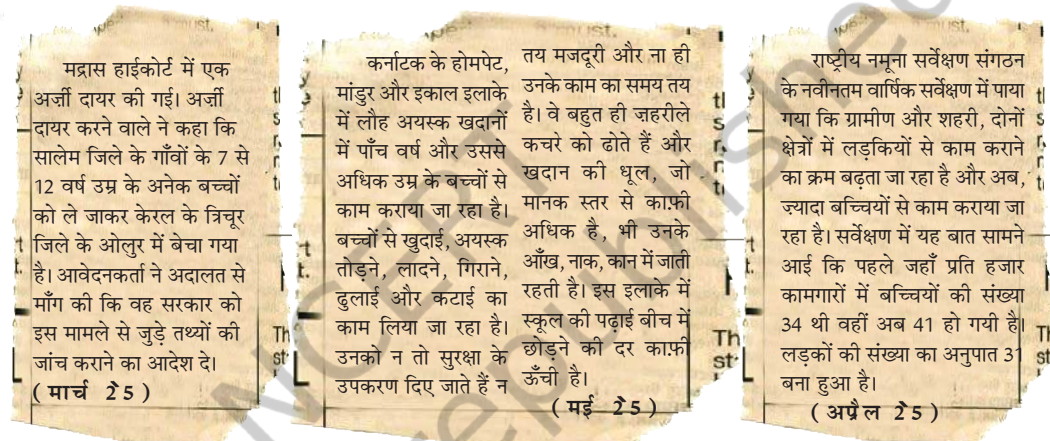 मद्रास हाईकोर्ट में एक
अर्ज़ी दायर की गई। अर्ज़ी
दायर करने वाले ने कहा कि
सालेम जिले के गाँवों के 7 से
12 वर्ष उम्र के अनेक बच्चों
को ले जाकर केरल के त्रिचूर
जिले के ओलुर में बेचा गया
है। आवेदनकर्ता ने अदालत से
माँग की कि वह सरकार को
इस मामले से जुड़े तथ्यों की
जांच कराने का आदेश दे।
( मार्च 25 )
कर्नाटक के होमपेट,
मांडुर और इकाल इलाके
में लौह अयस्क खदानों
में पाँच वर्ष और उससे
अधिक उम्र के बच्चों से
काम कराया जा रहा है।
बच्चों से खुदाई, अयस्क
तोड़ने, लादने, गिराने,
ढुलाई और कटाई का
काम लिया जा रहा है।
उनको न तो सुरक्षा के
उपकरण दिए जाते हैं न
तय मजदूरी और ना ही
उनके काम का समय तय
है। वे बहुत ही ज़हरीले
कचरे को ढोते हैं और
खदान की धूल, जो
मानक स्तर से काफ़ी
अधिक है, भी उनके
आँख, नाक, कान में जाती
रहती है। इस इलाके में
स्कूल की पढ़ाई बीच में
छोड़ने की दर काफ़ी
ऊँची है।
( मई 25 )
राष्ट्रीय नमूना सर्वेक्षण संगठन
के नवीनतम वार्षिक सर्वेक्षण में पाया
गया कि ग्रामीण और शहरी, दोनों
क्षेत्रों में लड़कियों से काम कराने
का क्रम बढ़ता जा रहा है और अब,
ज़्यादा बच्चियों से काम कराया जा
रहा है। सर्वेक्षण में यह बात सामने
आई कि पहले जहाँ प्रति हजार
कामगारों में बच्चियों की संख्या
34 थी वहीं अब 41 हो गयी है।
लड़कों की संख्या का अनुपात 31
बना हुआ है।
( अप्रैल 25 )